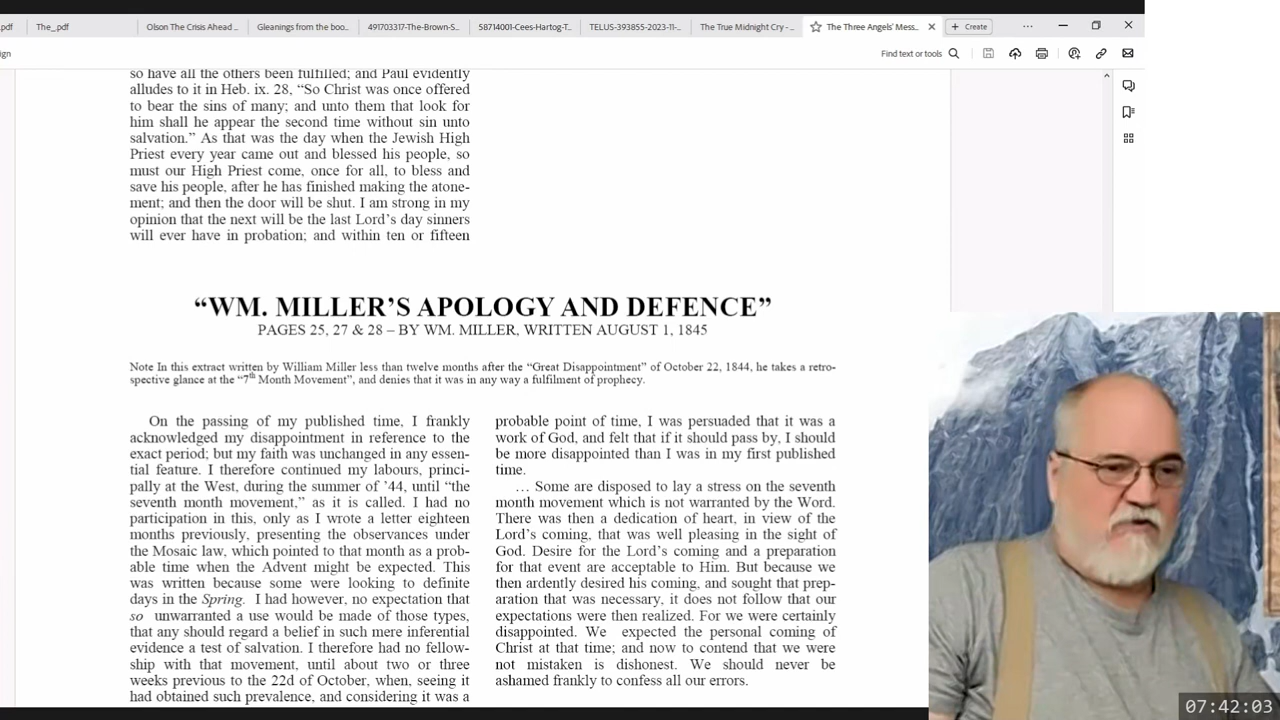 pdf
The_pdf
Olson The Crisis Ahead ...
Gleanings from the boo...
491703317-The-Brown-S...
58714001-Cees-Hartog-T...
TELUS-393855-2023-11-...
The True Midnight Cry -...
The Three Angels' Mess...
Create
ign
Find text or tools
so have all the others been fulfilled; and Paul evidently
alludes to it in Heb. ix. 28, “So Christ was once offered
to bear the sins of many; and unto them that look for
him shall he appear the second time without sin unto
salvation.” As that was the day when the Jewish High
Priest every year came out and blessed his people, so
must our High Priest come, once for all, to bless and
save his people, after he has finished making the atone-
ment; and then the door will be shut. I am strong in my
opinion that the next will be the last Lord’s day sinners
will ever have in probation; and within ten or fifteen
“WM. MILLER’S APOLOGY AND DEFENCE”
PAGES 25, 27 & 28 – BY WM. MILLER, WRITTEN AUGUST 1, 1845
Note In this extract written by William Miller less than twelve months after the “Great Disappointment” of October 22, 1844, he takes a retro-
spective glance at the “7th Month Movement”, and denies that it was in any way a fulfilment of prophecy.
On the passing of my published time, I frankly
acknowledged my disappointment in reference to the
exact period; but my faith was unchanged in any essen-
tial feature. I therefore continued my labours, princi-
pally at the West, during the summer of ’44, until “the
seventh month movement,” as it is called. I had no
participation in this, only as I wrote a letter eighteen
months previously, presenting the observances under
the Mosaic law, which pointed to that month as a prob-
able time when the Advent might be expected. This
was written because some were looking to definite
days in the Spring. I had however, no expectation that
so unwarranted a use would be made of those types,
that any should regard a belief in such mere inferential
evidence a test of salvation. I therefore had no fellow-
ship with that movement, until about two or three
weeks previous to the 22d of October, when, seeing it
had obtained such prevalence, and considering it was a
probable point of time, I was persuaded that it was a
work of God, and felt that if it should pass by, I should
be more disappointed than I was in my first published
time.
... Some are disposed to lay a stress on the seventh
month movement which is not warranted by the Word.
There was then a dedication of heart, in view of the
Lord’s coming, that was well pleasing in the sight of
God. Desire for the Lord’s coming and a preparation
for that event are acceptable to Him. But because we
then ardently desired his coming, and sought that prep-
aration that was necessary, it does not follow that our
expectations were then realized. For we were certainly
disappointed. We expected the personal coming of
Christ at that time; and now to contend that we were
not mistaken is dishonest. We should never be
ashamed frankly to confess all our errors.
07:42:03